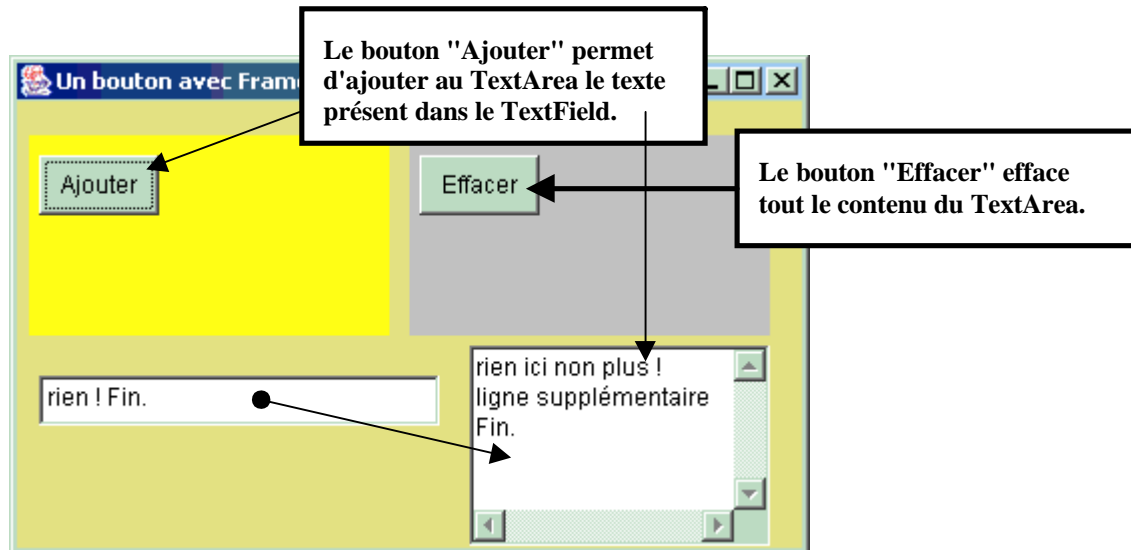 Le bouton "Ajouter" permet
d'ajouter au TextArea le texte
présent dans le TextField.
Un bouton avec Frame
Le bouton "Effacer" efface
tout le contenu du TextArea.
Ajouter
Effacer
rien ! Fin.
rien ici non plus !
ligne supplémentaire
Fin.